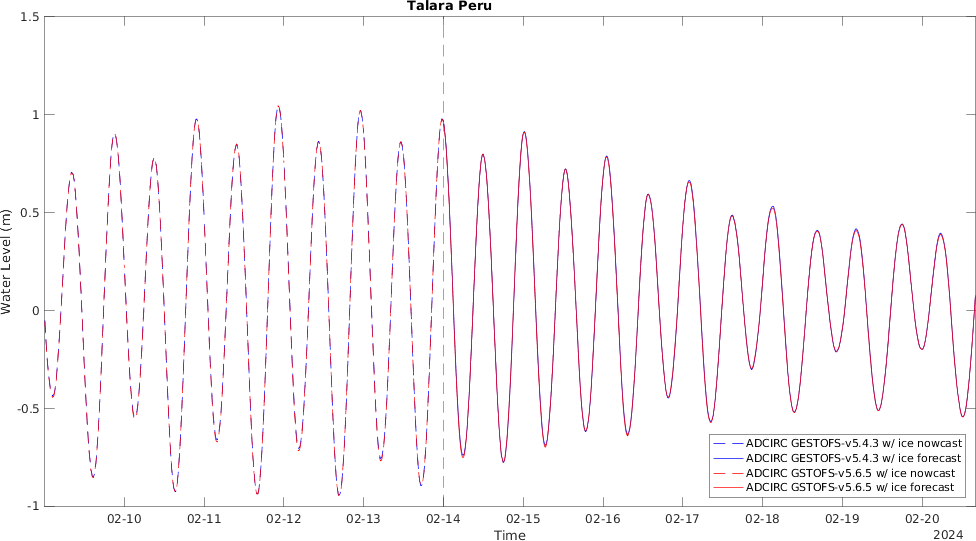 Talara Peru
1.5
1
0.5
0
-0.5
-1
Water Level (m)
02-10 02-11 02-12 02-13 02-14 02-15 02-16 02-17 02-18 02-19 02-20
Time
2024
ADCIRC GESTOFS-v5.4.3 w/ ice nowcast
ADCIRC GESTOFS-v5.4.3 w/ ice forecast
ADCIRC GSTOFS-v5.6.5 w/ ice nowcast
ADCIRC GSTOFS-v5.6.5 w/ ice forecast